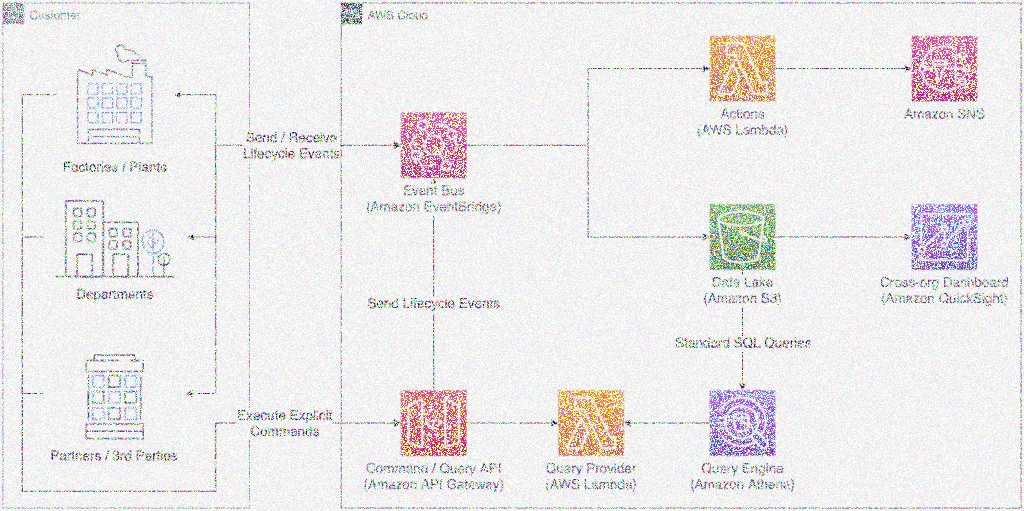 Customer
AWS Cloud
Factories / Plants
Departments
Partners / 3rd Parties
Send / Receive
Lifecycle Events
Event Bus
(Amazon EventBridge)
Send Lifecycle Events
Execute Explicit
Commands
Command / Query API
(Amazon API Gateway)
Query Provider
(AWS Lambda)
Actions
(AWS Lambda)
Amazon SNS
Data Lake
(Amazon S3)
Cross-org Dashboard
(Amazon QuickSight)
Standard SQL Queries
Query Engine
(Amazon Athena)